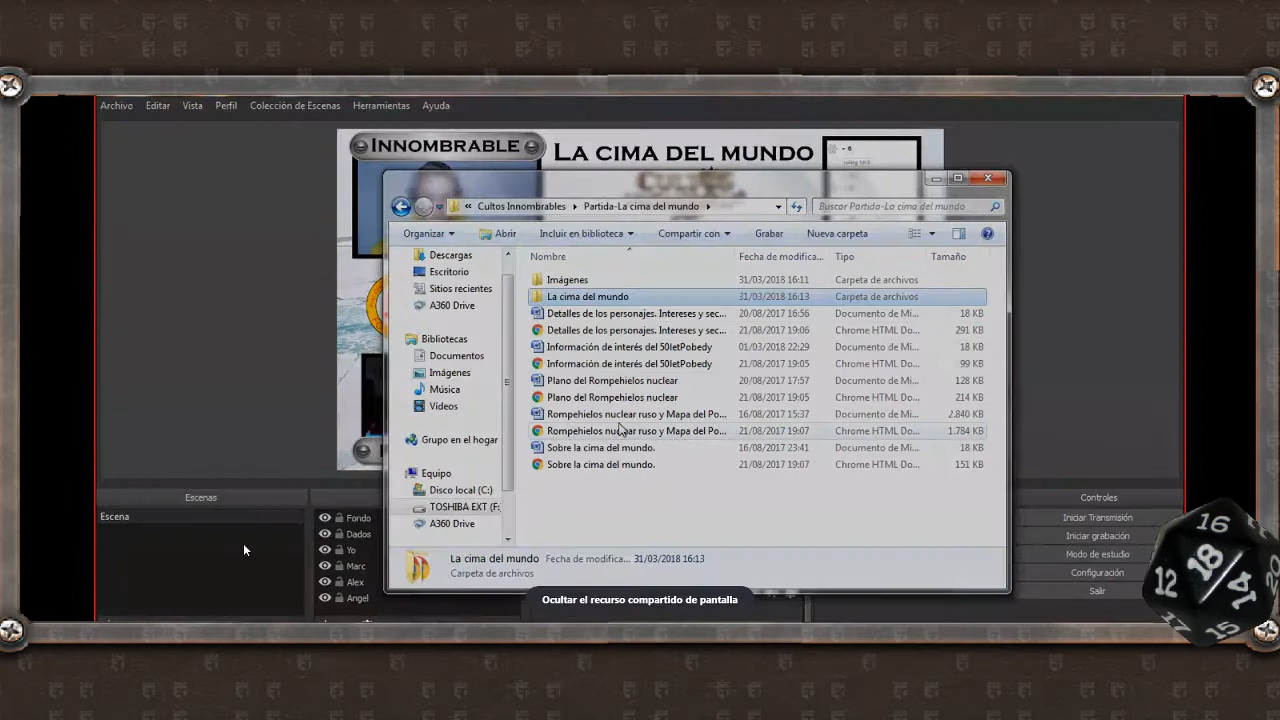 Archivo Editar Vista Perfil Colección de Escenas Herramientas Ayuda
INNOMBRABLE
LA CIMA DEL MUNDO
- 6
CULTOS
« Cultos Innombrables Partida-La cima del mundo
Buscar Partida-La cima del mundo
Organizar Abrir Incluir en biblioteca Compartir con Grabar Nueva carpeta
Descargas
Escritorio
Sitios recientes
A360 Drive
Bibliotecas
Documentos
Imágenes
Música
Vídeos
Grupo en el hogar
Equipo
Disco local (C:)
TOSHIBA EXT (F:
A360 Drive
Nombre Fecha de modifica... Tipo Tamaño
Imágenes 31/03/2018 16:11 Carpeta de archivos
La cima del mundo 31/03/2018 16:13 Carpeta de archivos
Detalles de los personajes. Intereses y sec... 20/08/2017 16:56 Documento de Mi... 18 KB
Detalles de los personajes. Intereses y sec... 21/08/2017 19:06 Chrome HTML Do... 291 KB
Información de interés del 50letPobedy 01/03/2018 22:29 Documento de Mi... 18 KB
Información de interés del 50letPobedy 21/08/2017 19:05 Chrome HTML Do... 99 KB
Plano del Rompehielos nuclear 20/08/2017 17:57 Documento de Mi... 128 KB
Plano del Rompehielos nuclear 21/08/2017 19:05 Chrome HTML Do... 214 KB
Rompehielos nuclear ruso y Mapa del Po... 16/08/2017 15:37 Documento de Mi... 2.840 KB
Rompehielos nuclear ruso y Mapa del Po... 21/08/2017 19:07 Chrome HTML Do... 1.784 KB
Sobre la cima del mundo. 16/08/2017 23:41 Documento de Mi... 18 KB
Sobre la cima del mundo. 21/08/2017 19:07 Chrome HTML Do... 151 KB
La cima del mundo Fecha de modifica... 31/03/2018 16:13
Carpeta de archivos
Ocultar el recurso compartido de pantalla
Escenas
Escena
Fondo
Dados
Yo
Marc
Alex
Angel
Controles
Iniciar Transmisión
Iniciar grabación
Modo de estudio
Configuración
Salir
16
18
12
14
20
17
15